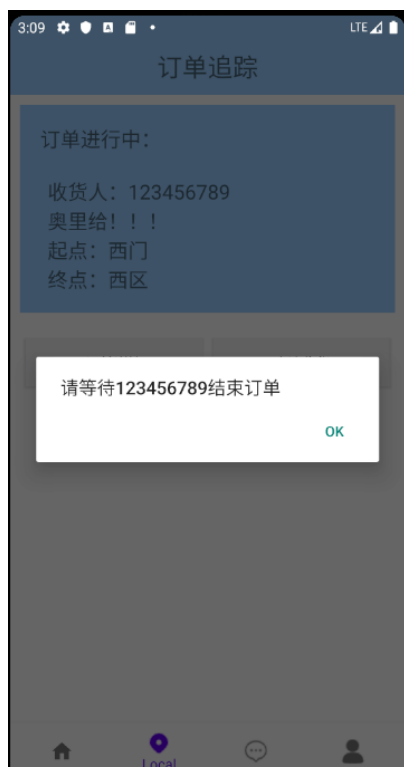 3:09
LTE
订单追踪
订单进行中：
收货人：123456789
奥里给！！！
起点：西门
终点：西区
请等待123456789结束订单
OK
Local